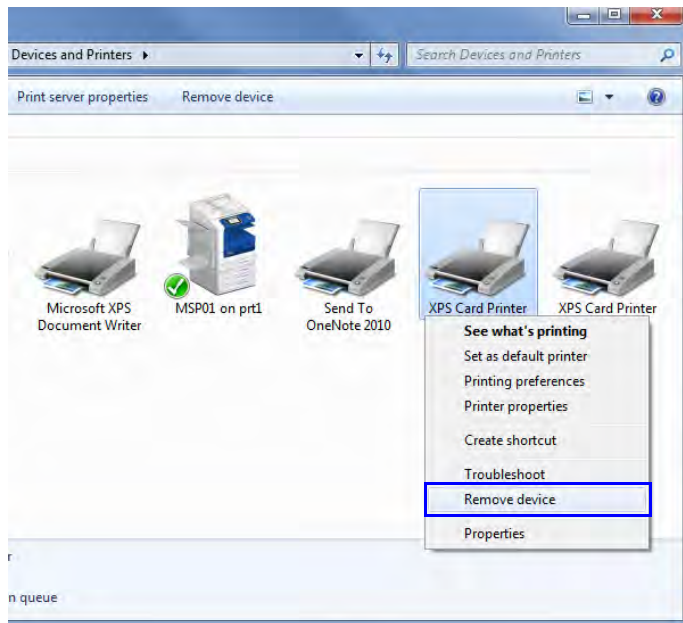 Devices and Printers
Search Devices and Printers
Print server properties Remove device
Microsoft XPS
Document Writer
MSP01 on prt1
Send To
OneNote 2010
XPS Card Printer
XPS Card Printer
See what's printing
Set as default printer
Printing preferences
Printer properties
Create shortcut
Troubleshoot
Remove device
Properties
r
n queue